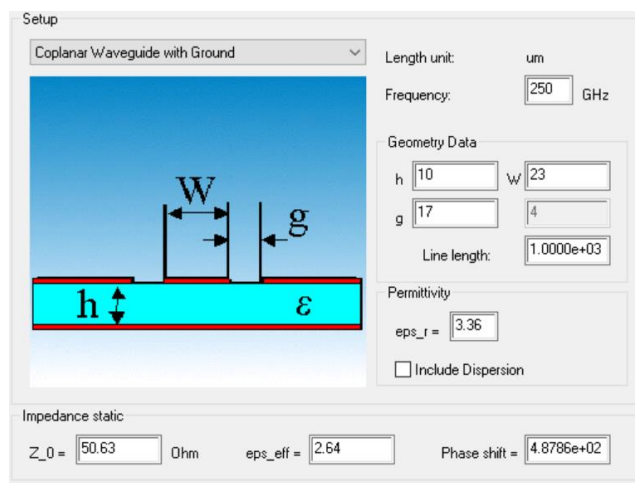 Setup
Coplanar Waveguide with Ground
Length unit: um
Frequency: 250 GHz
W
g
h
ε
Geometry Data
h 10 W 23
g 17 4
Line length: 1.0000e+03
Permittivity
eps_r = 3.36
Include Dispersion
Impedance static
Z_0 = 50.63 Ohm eps_eff = 2.64 Phase shift = 4.8786e+02